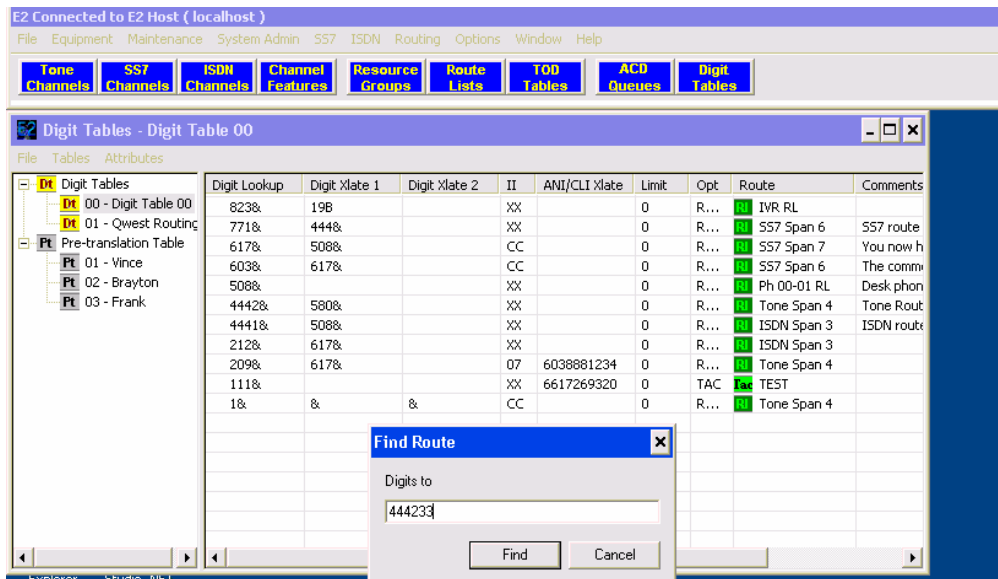 E2 Connected to E2 Host ( localhost )
File Equipment Maintenance System Admin SS7 ISDN Routing Options Window Help
Tone Channels SS7 Channels ISDN Channels Channel Features Resource Groups Route Lists TOD Tables ACD Queues Digit Tables
Digit Tables - Digit Table 00
File Tables Attributes
Dt Digit Tables
Dt 00 - Digit Table 00
Dt 01 - Qwest Routing
Pt Pre-translation Table
Pt 01 - Vince
Pt 02 - Brayton
Pt 03 - Frank
Digit Lookup Digit Xlate 1 Digit Xlate 2 II ANI/CLI Xlate Limit Opt Route Comments
823& 19B XX 0 R... Rl IVR RL
771& 444& XX 0 R... Rl SS7 Span 6 SS7 route
617& 508& CC 0 R... Rl SS7 Span 7 You now h
603& 617& CC 0 R... Rl SS7 Span 6 The comm
508& XX 0 R... Rl Ph 00-01 RL Desk phon
4442& 580& XX 0 R... Rl Tone Span 4 Tone Rout
4441& 508& XX 0 R... Rl ISDN Span 3 ISDN route
212& 617& XX 0 R... Rl ISDN Span 3
209& 617& 07 6038881234 0 R... Rl Tone Span 4
111& XX 6617269320 0 TAC Tac TEST
1& & & CC 0 R... Rl Tone Span 4
Find Route
Digits to
444233
Find Cancel